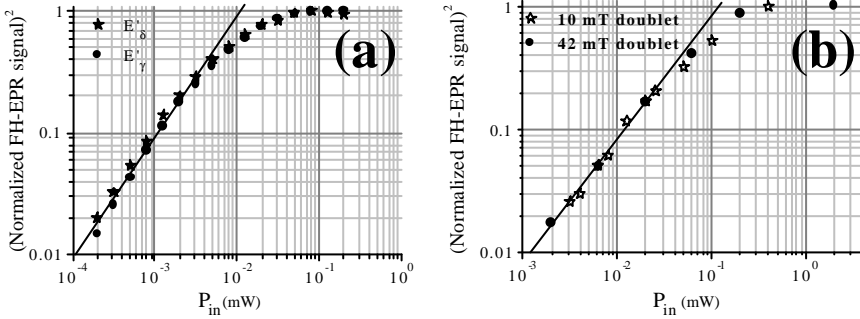 (Normalized FH-EPR signal)²
1
0.1
0.01
E'δ
E'γ
(a)
10⁻⁴
10⁻³
10⁻²
10⁻¹
10⁰
Pin (mW)
((Normalized FH-EPR signal)²
1
0.1
0.01
10 mT doublet
42 mT doublet
(b)
10⁻³
10⁻²
10⁻¹
10⁰
Pin (mW)